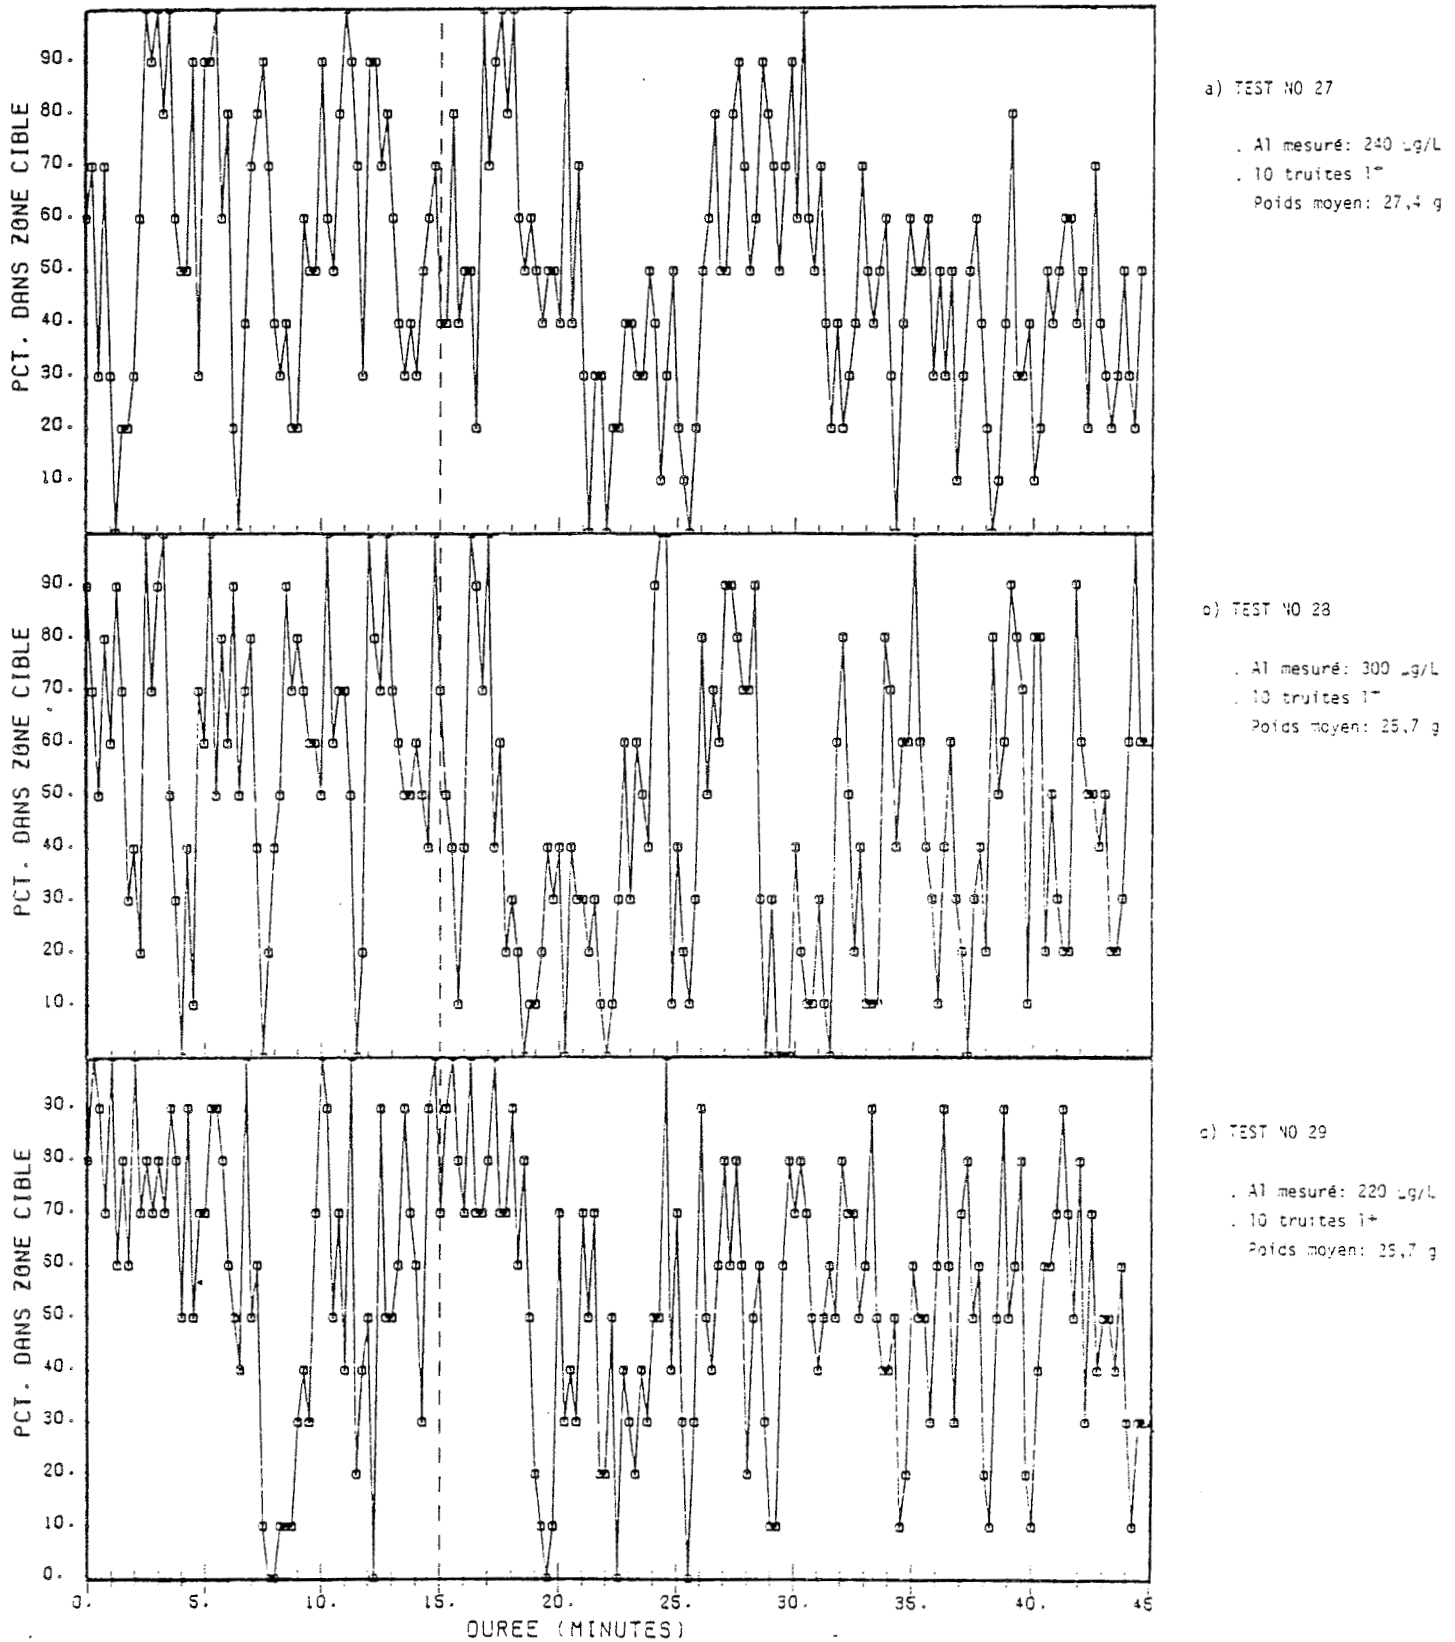 90.
80.
70.
60.
50.
40.
30.
20.
10.
PCT. DANS ZONE CIBLE
a) TEST NO 27
. Al mesuré: 240 µg/L
. 10 truites 1+
Poids moyen: 27,4 g
90.
80.
70.
60.
50.
40.
30.
20.
10.
PCT. DANS ZONE CIBLE
b) TEST NO 28
. Al mesuré: 300 µg/L
. 10 truites 1+
Poids moyen: 25,7 g
90.
80.
70.
60.
50.
40.
30.
20.
10.
0.
PCT. DANS ZONE CIBLE
c) TEST NO 29
. Al mesuré: 220 µg/L
. 10 truites 1+
Poids moyen: 25,7 g
0. 5. 10. 15. 20. 25. 30. 35. 40. 45
DUREE (MINUTES)